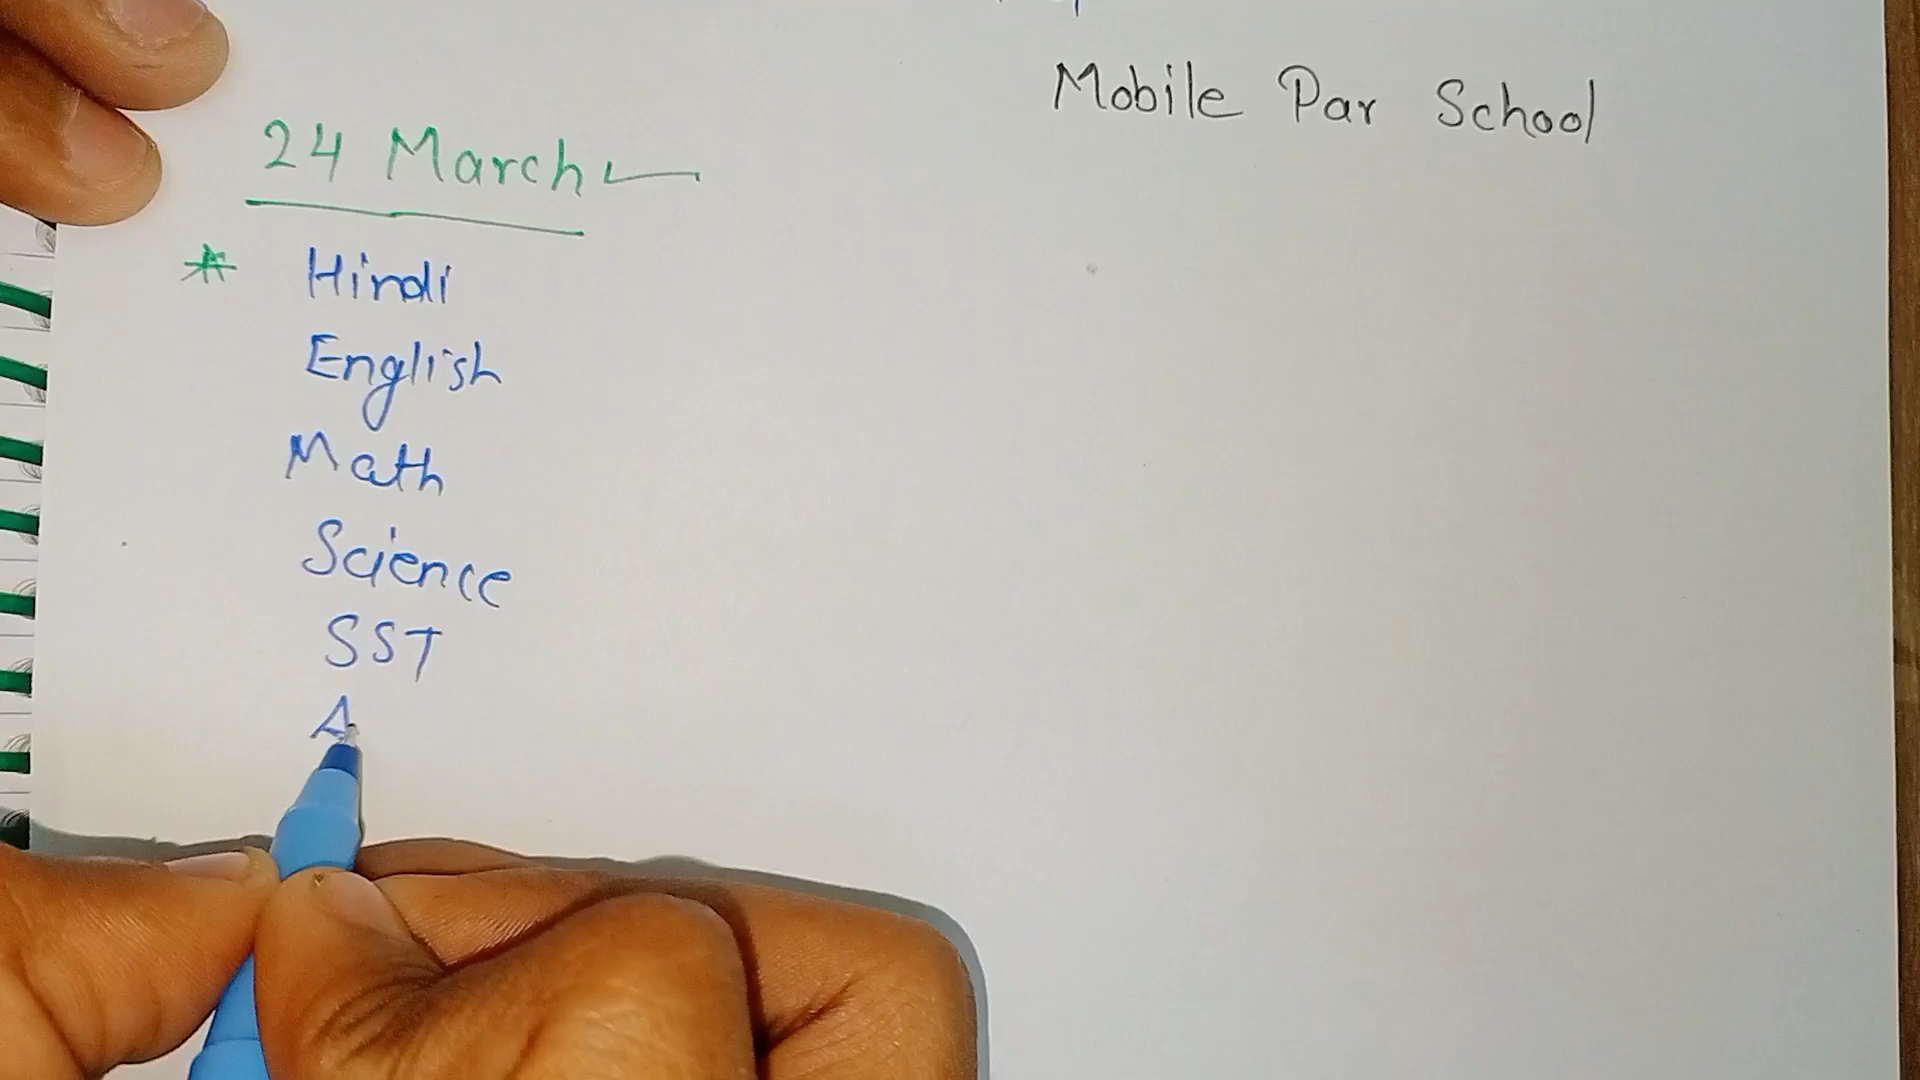 Mobile Par School
24 March
Hindi
English
Math
Science
SST
A